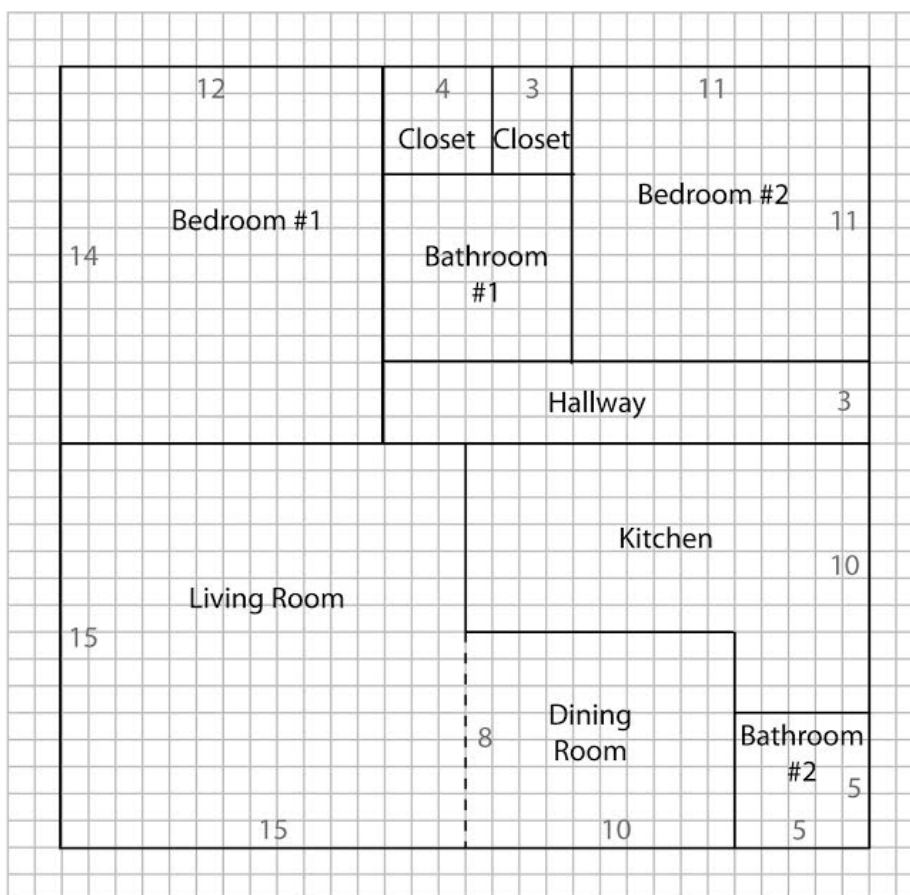 12
4
3
11
Closet
Closet
Bedroom #1
Bedroom #2
11
14
Bathroom
#1
Hallway
3
Kitchen
10
Living Room
15
Dining
Room
8
Bathroom
#2
5
15
10
5